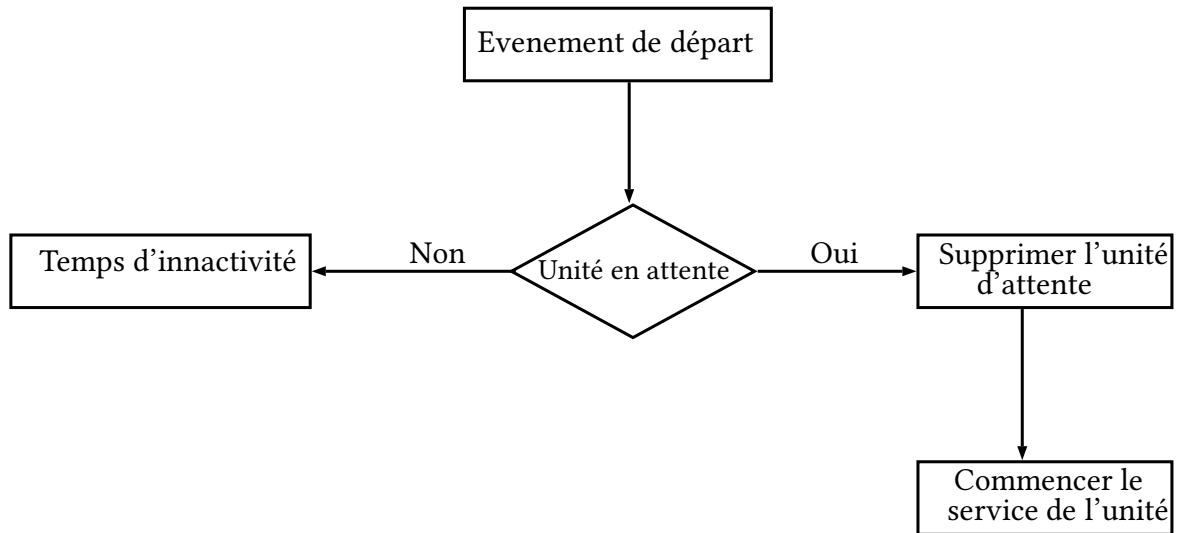 Evenement de départ
Non
Oui
Temps d'innactivité
Unité en attente
Supprimer l'unité
d'attente
Commencer le
service de l'unité